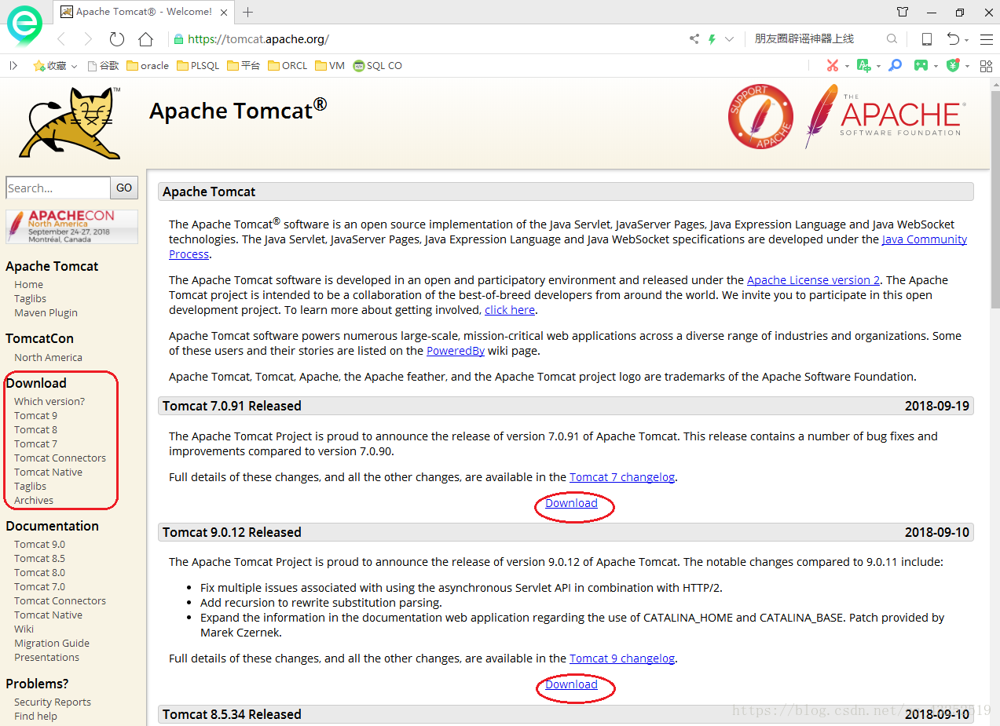 Apache Tomcat® - Welcome!
https://tomcat.apache.org/
朋友圈辟谣神器上线
收藏 谷歌 oracle PLSQL 平台 ORCL VM SQL CO
TM
Apache Tomcat®
SUPPORT APACHE
THE
APACHE®
SOFTWARE FOUNDATION
Search...
GO
APACHECON
North America
September 24-27, 2018
Montréal, Canada
Apache Tomcat
Home
Taglibs
Maven Plugin
TomcatCon
North America
Download
Which version?
Tomcat 9
Tomcat 8
Tomcat 7
Tomcat Connectors
Tomcat Native
Taglibs
Archives
Documentation
Tomcat 9.0
Tomcat 8.5
Tomcat 8.0
Tomcat 7.0
Tomcat Connectors
Tomcat Native
Wiki
Migration Guide
Presentations
Problems?
Security Reports
Find help
Apache Tomcat
The Apache Tomcat® software is an open source implementation of the Java Servlet, JavaServer Pages, Java Expression Language and Java WebSocket
technologies. The Java Servlet, JavaServer Pages, Java Expression Language and Java WebSocket specifications are developed under the Java Community
Process.
The Apache Tomcat software is developed in an open and participatory environment and released under the Apache License version 2. The Apache
Tomcat project is intended to be a collaboration of the best-of-breed developers from around the world. We invite you to participate in this open
development project. To learn more about getting involved, click here.
Apache Tomcat software powers numerous large-scale, mission-critical web applications across a diverse range of industries and organizations. Some
of these users and their stories are listed on the PoweredBy wiki page.
Apache Tomcat, Tomcat, Apache, the Apache feather, and the Apache Tomcat project logo are trademarks of the Apache Software Foundation.
Tomcat 7.0.91 Released 2018-09-19
The Apache Tomcat Project is proud to announce the release of version 7.0.91 of Apache Tomcat. This release contains a number of bug fixes and
improvements compared to version 7.0.90.
Full details of these changes, and all the other changes, are available in the Tomcat 7 changelog.
Download
Tomcat 9.0.12 Released 2018-09-10
The Apache Tomcat Project is proud to announce the release of version 9.0.12 of Apache Tomcat. The notable changes compared to 9.0.11 include:
• Fix multiple issues associated with using the asynchronous Servlet API in combination with HTTP/2.
• Add recursion to rewrite substitution parsing.
• Expand the information in the documentation web application regarding the use of CATALINA_HOME and CATALINA_BASE. Patch provided by
Marek Czernek.
Full details of these changes, and all the other changes, are available in the Tomcat 9 changelog.
Download
Tomcat 8.5.34 Released 2018-09-10